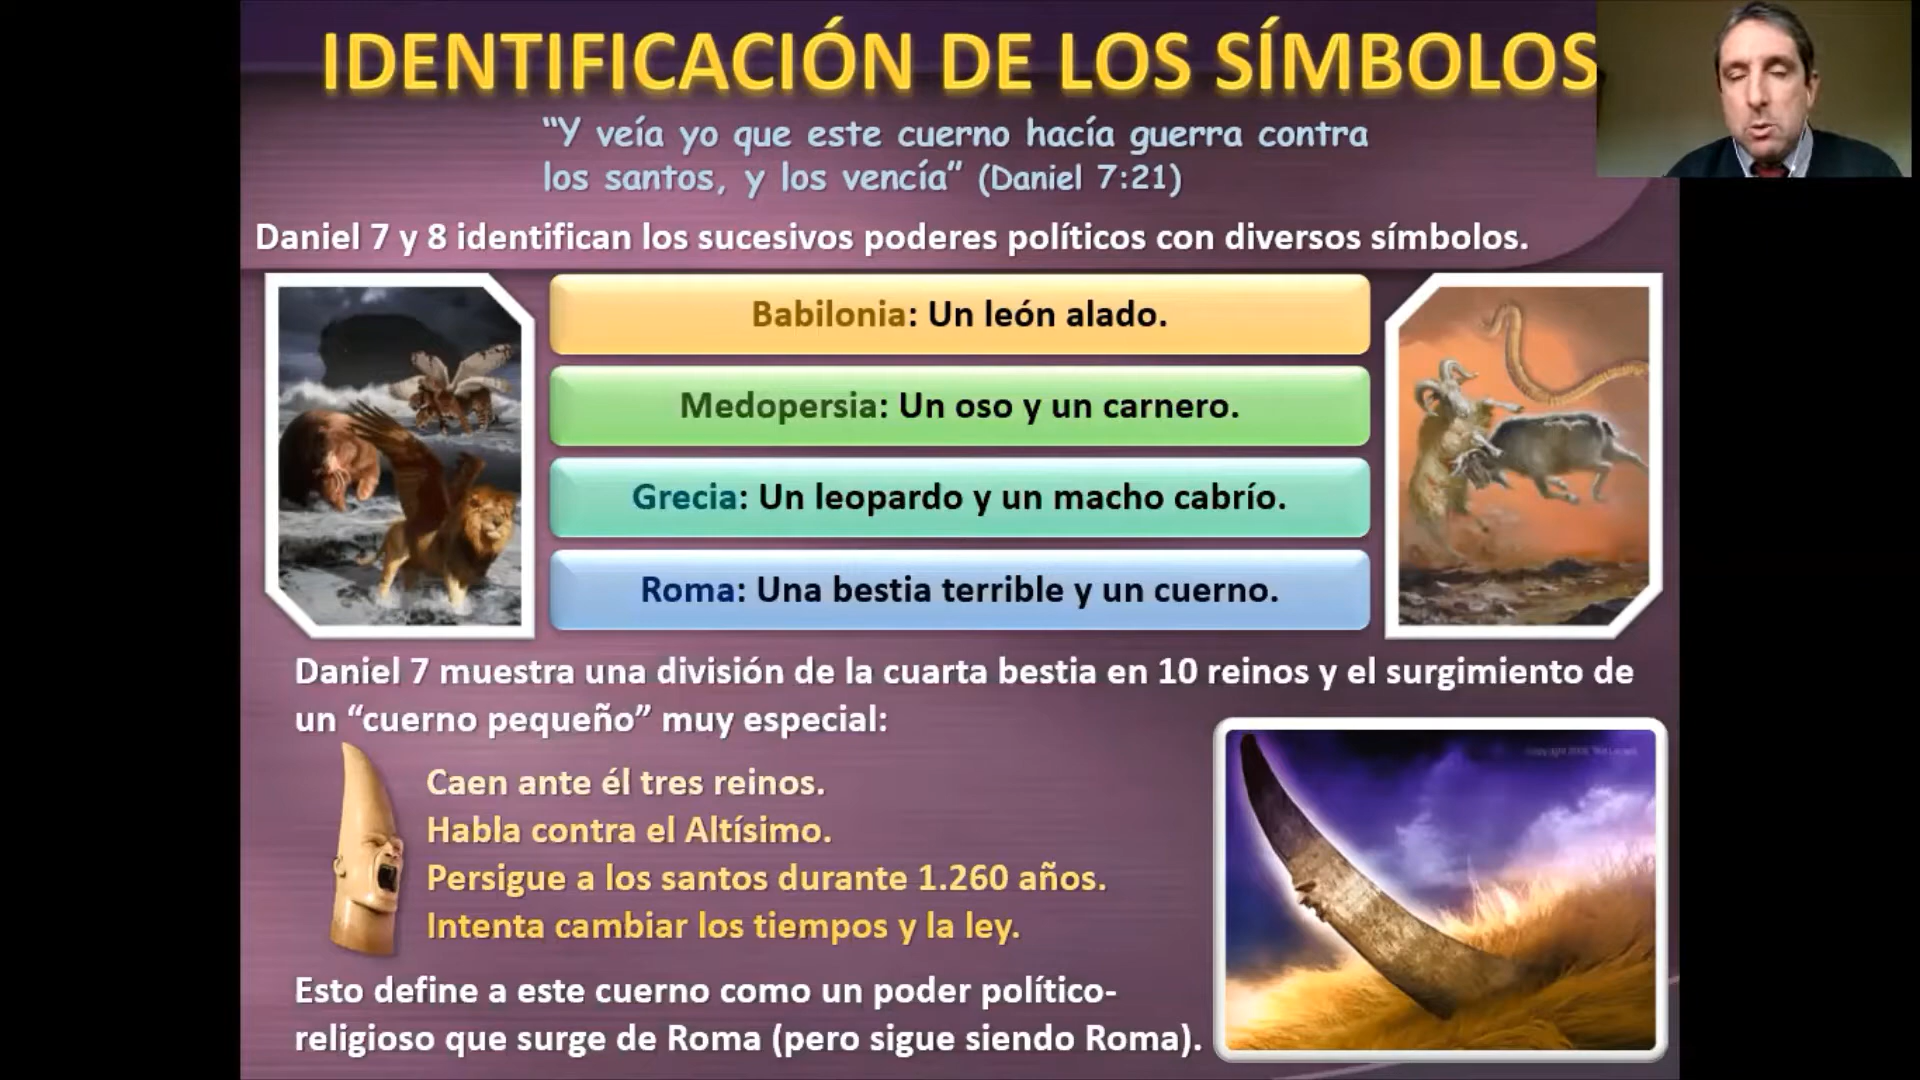 IDENTIFICACIÓN DE LOS SÍMBOLOS
“Y veía yo que este cuerno hacía guerra contra
los santos, y los vencía” (Daniel 7:21)
Daniel 7 y 8 identifican los sucesivos poderes políticos con diversos símbolos.
Babilonia: Un león alado.
Medopersia: Un oso y un carnero.
Grecia: Un leopardo y un macho cabrío.
Roma: Una bestia terrible y un cuerno.
Daniel 7 muestra una división de la cuarta bestia en 10 reinos y el surgimiento de
un “cuerno pequeño” muy especial:
Caen ante él tres reinos.
Habla contra el Altísimo.
Persigue a los santos durante 1.260 años.
Intenta cambiar los tiempos y la ley.
Esto define a este cuerno como un poder político-
religioso que surge de Roma (pero sigue siendo Roma).